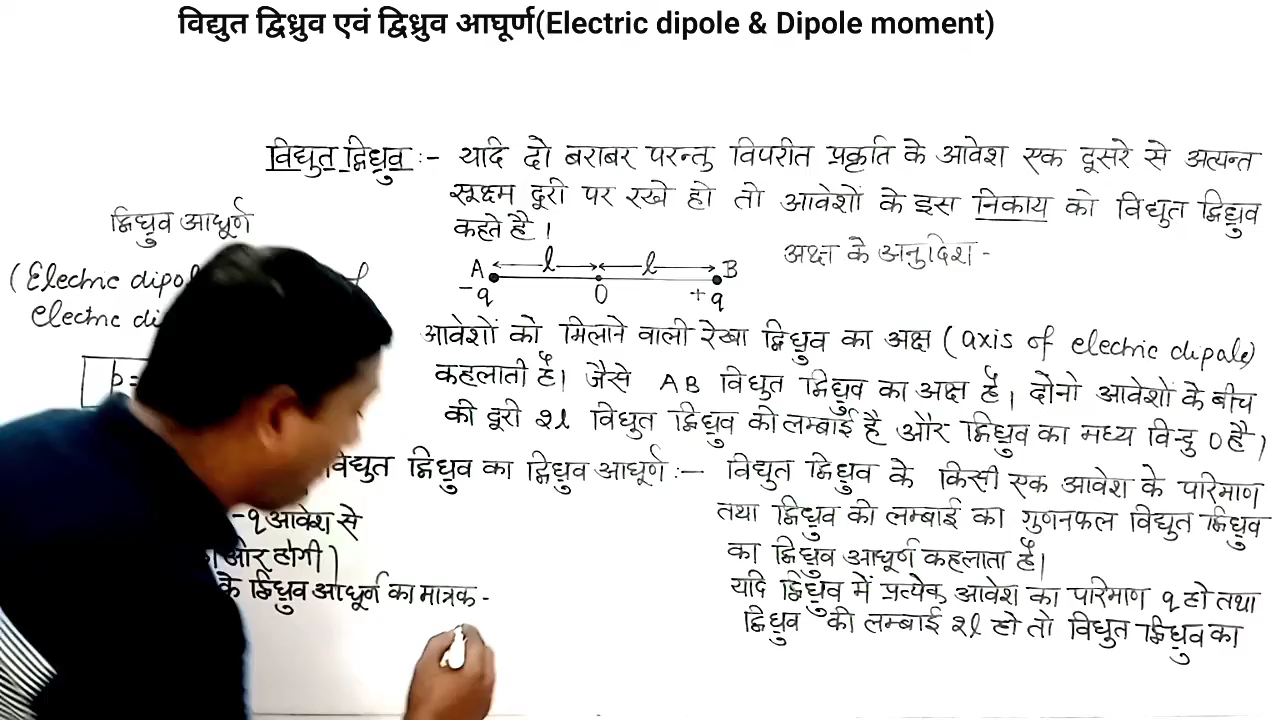 विद्युत द्विध्रुव एवं द्विध्रुव आघूर्ण(Electric dipole & Dipole moment)
विद्युत द्विध्रुव :- यदि दो बराबर परन्तु विपरीत प्रकृति के आवेश एक दूसरे से अत्यन्त
सूक्ष्म दूरी पर रखे हो तो आवेशों के इस निकाय को विद्युत द्विध्रुव
कहते है।
A l l B
-q O +q
अक्ष के अनुदिश -
आवेशों को मिलाने वाली रेखा द्विध्रुव का अक्ष (axis of electric dipole)
कहलाती है। जैसे AB विद्युत द्विध्रुव का अक्ष है। दोनो आवेशों के बीच
की दूरी 2l विद्युत द्विध्रुव की लम्बाई है और द्विध्रुव का मध्य विन्दु O है।
विद्युत द्विध्रुव का द्विध्रुव आघूर्ण :- विद्युत द्विध्रुव के किसी एक आवेश के परिमाण
तथा द्विध्रुव की लम्बाई का गुणनफल विद्युत द्विध्रुव
का द्विध्रुव आघूर्ण कहलाता है।
यदि द्विध्रुव में प्रत्येक आवेश का परिमाण q हो तथा
द्विध्रुव की लम्बाई 2l हो तो विद्युत द्विध्रुव का
द्विध्रुव आघूर्ण
(Electric of
electric
p=
-q आवेश से
ओर होगी)
के द्विध्रुव आघूर्ण का मात्रक -